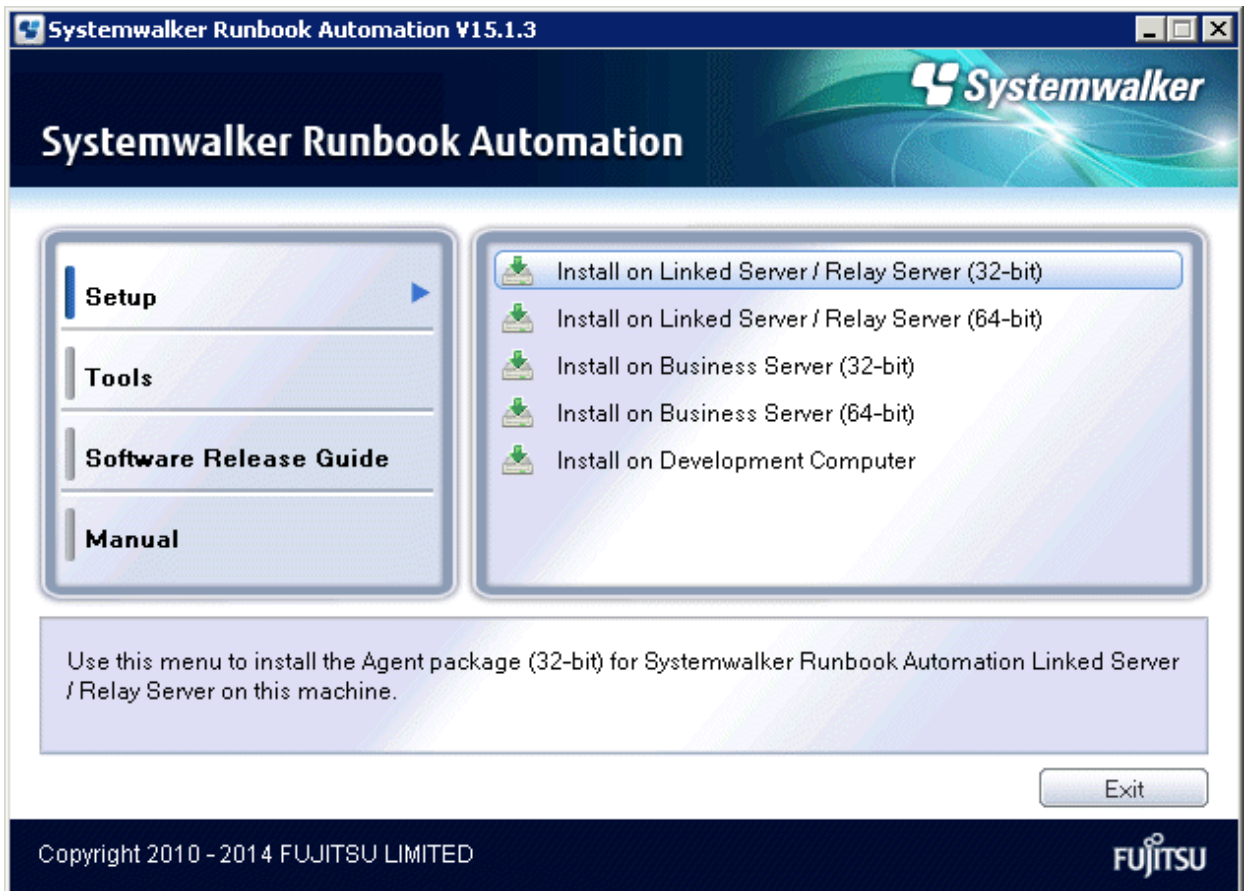 Systemwalker Runbook Automation V15.1.3
Systemwalker
Systemwalker Runbook Automation
Setup
Tools
Software Release Guide
Manual
Install on Linked Server / Relay Server (32-bit)
Install on Linked Server / Relay Server (64-bit)
Install on Business Server (32-bit)
Install on Business Server (64-bit)
Install on Development Computer
Use this menu to install the Agent package (32-bit) for Systemwalker Runbook Automation Linked Server
/ Relay Server on this machine.
Exit
Copyright 2010 - 2014 FUJITSU LIMITED
FUJITSU